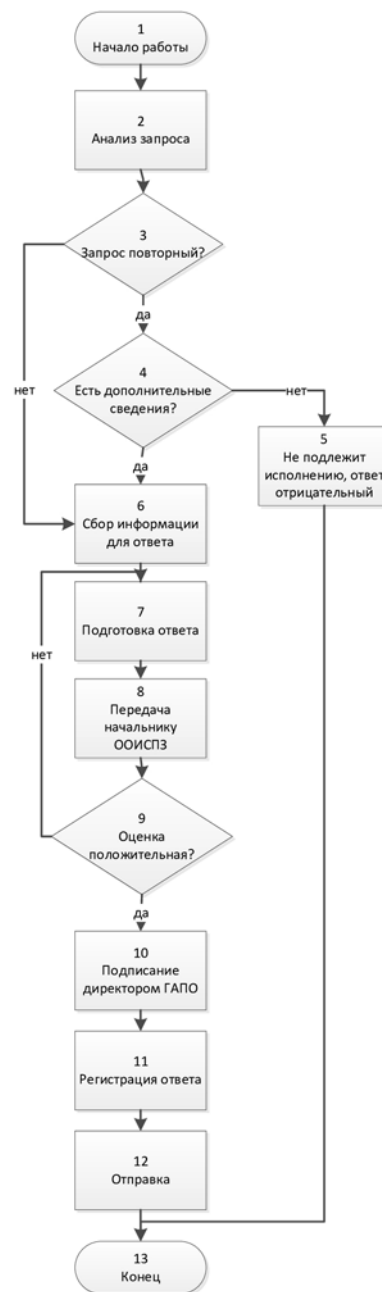 1
Начало работы
2
Анализ запроса
3
Запрос повторный?
да
нет
4
Есть дополнительные
сведения?
нет
да
5
Не подлежит
исполнению, ответ
отрицательный
6
Сбор информации
для ответа
7
Подготовка ответа
нет
8
Передача
начальнику
ООИСПЗ
9
Оценка
положительная?
да
10
Подписание
директором ГАПО
11
Регистрация ответа
12
Отправка
13
Конец